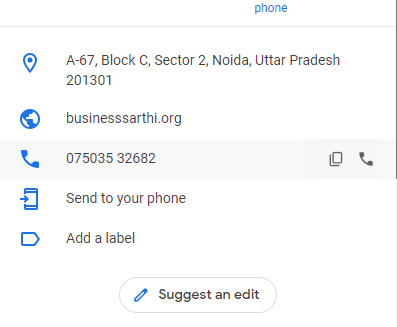 phone
A-67, Block C, Sector 2, Noida, Uttar Pradesh
201301
businesssarthi.org
075035 32682
Send to your phone
Add a label
Suggest an edit